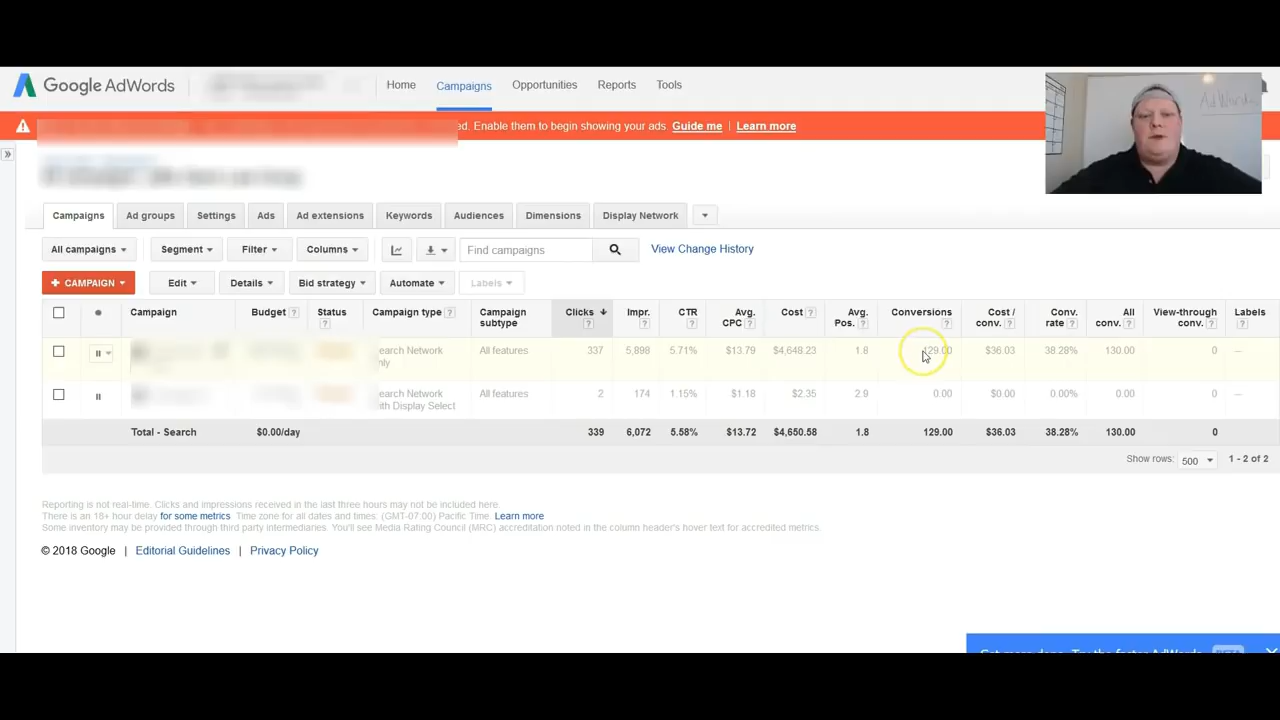 Google AdWords
Home Campaigns Opportunities Reports Tools
AdWords
d. Enable them to begin showing your ads Guide me | Learn more
Campaigns Ad groups Settings Ads Ad extensions Keywords Audiences Dimensions Display Network
All campaigns Segment Filter Columns Find campaigns View Change History
+ CAMPAIGN Edit Details Bid strategy Automate Labels
Campaign Budget ? Status ? Campaign type ? Campaign subtype Clicks ? Impr. ? CTR ? Avg. CPC ? Cost ? Avg. Pos. ? Conversions ? Cost / conv. ? Conv. rate ? All conv. ? View-through conv. ? Labels ?
earch Network nly All features 337 5,898 5.71% $13.79 $4,648.23 1.8 129.00 $36.03 38.28% 130.00 0 —
earch Network ith Display Select All features 2 174 1.15% $1.18 $2.35 2.9 0.00 $0.00 0.00% 0.00 0 —
Total - Search $0.00/day 339 6,072 5.58% $13.72 $4,650.58 1.8 129.00 $36.03 38.28% 130.00 0
Show rows: 500 1 - 2 of 2
Reporting is not real-time. Clicks and impressions received in the last three hours may not be included here.
There is an 18+ hour delay for some metrics. Time zone for all dates and times: (GMT-07:00) Pacific Time. Learn more
Some inventory may be provided through third party intermediaries. You'll see Media Rating Council (MRC) accreditation noted in the column header's hover text for accredited metrics.
© 2018 Google | Editorial Guidelines | Privacy Policy
Get more done. Try the faster AdWords BETA